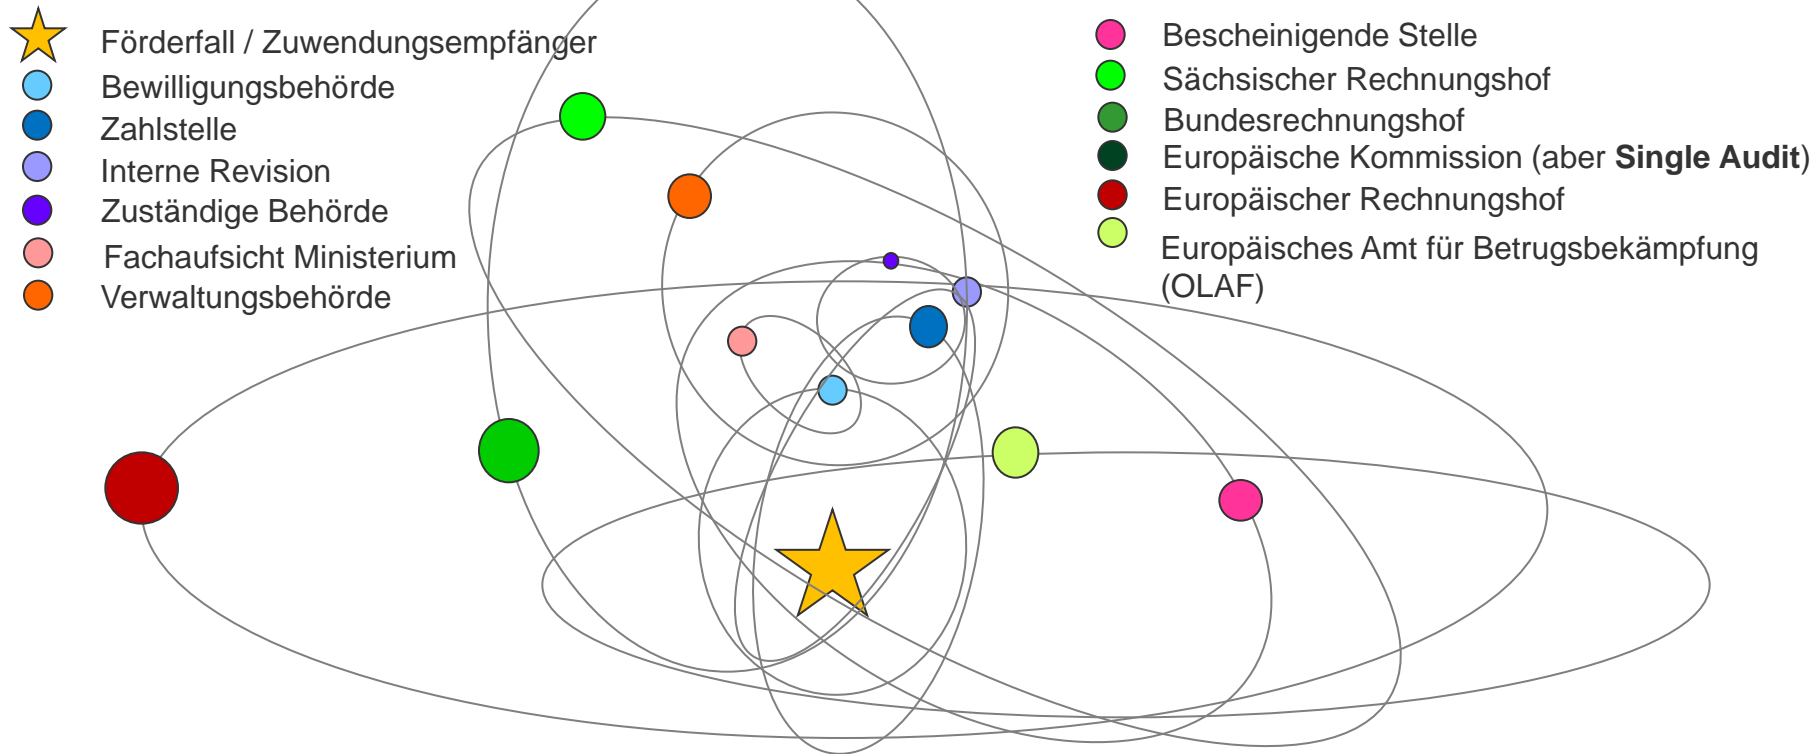 Förderfall / Zuwendungsempfänger
Bewilligungsbehörde
Zahlstelle
Interne Revision
Zuständige Behörde
Fachaufsicht Ministerium
Verwaltungsbehörde
Bescheinigende Stelle
Sächsischer Rechnungshof
Bundesrechnungshof
Europäische Kommission (aber Single Audit)
Europäischer Rechnungshof
Europäisches Amt für Betrugsbekämpfung
(OLAF)